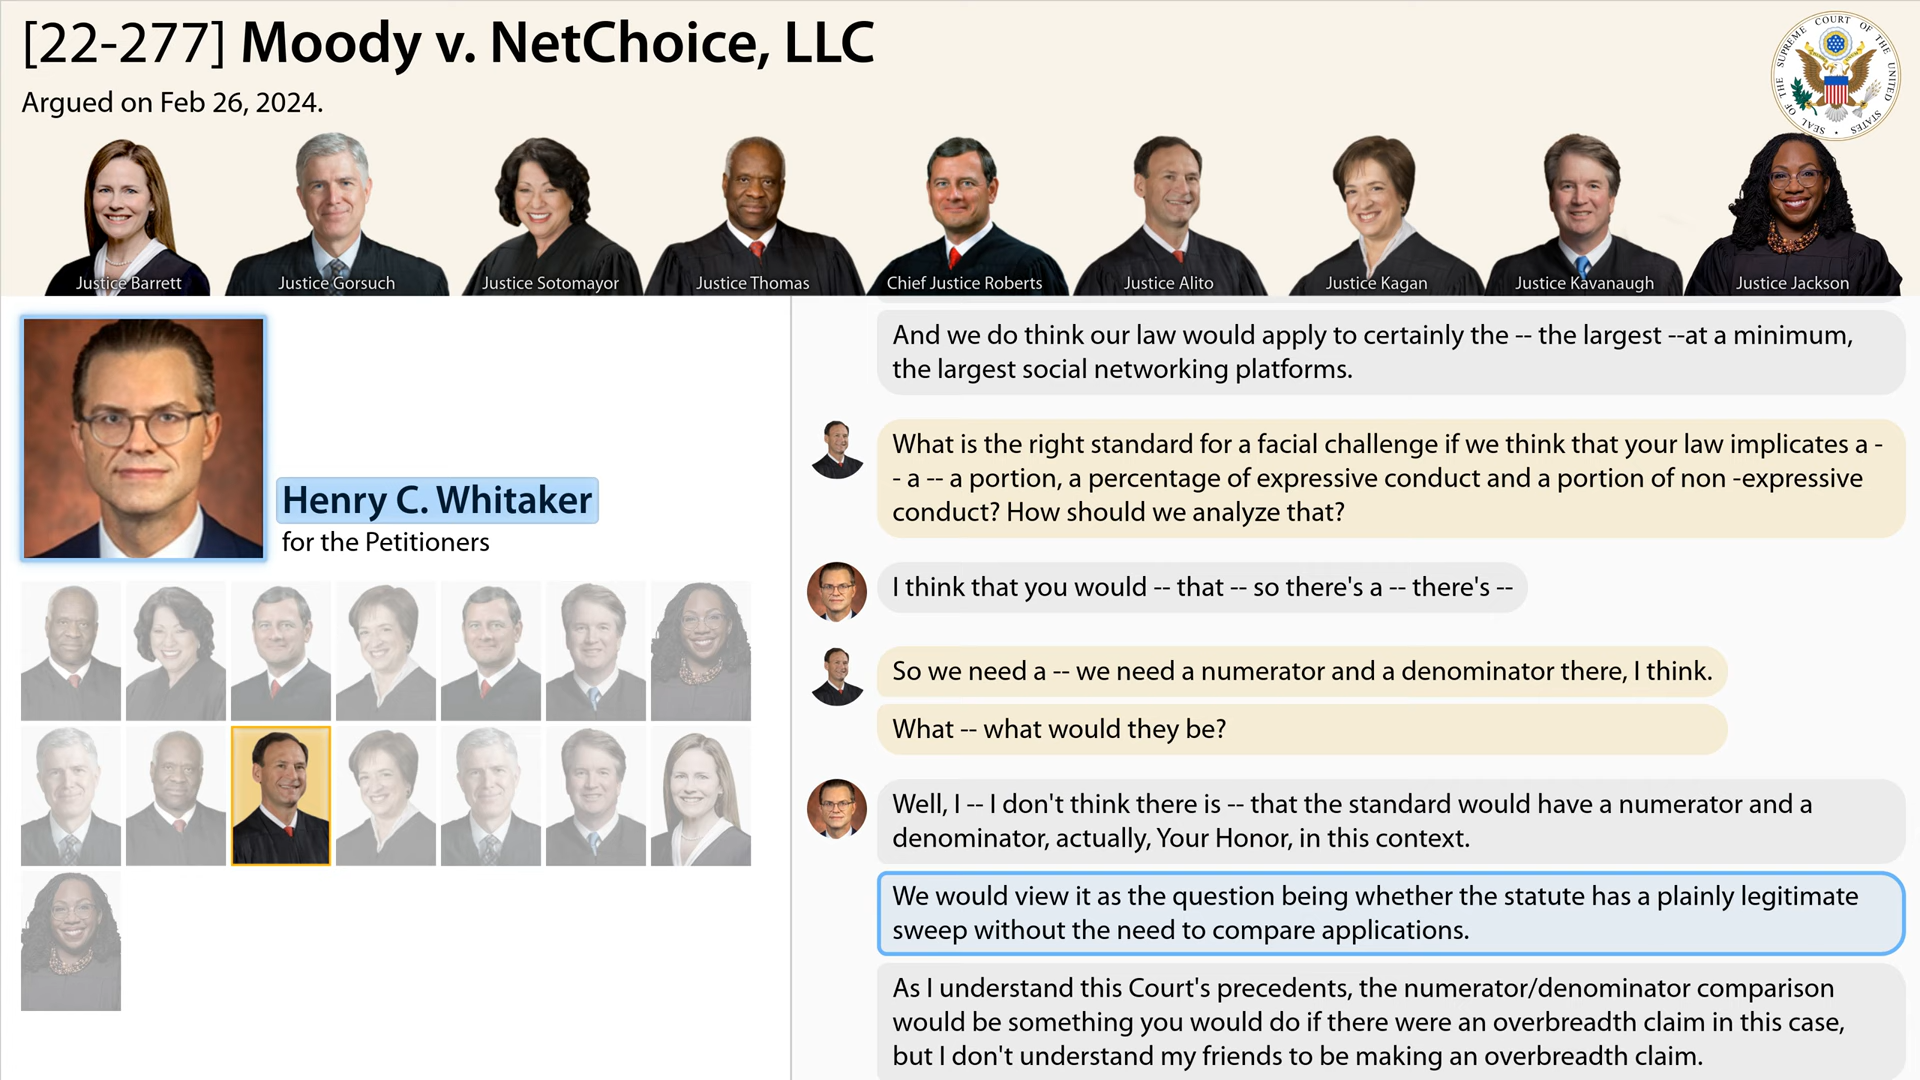 [22-277] Moody v. NetChoice, LLC
Argued on Feb 26, 2024.
SEAL OF THE SUPREME COURT OF THE UNITED STATES
Justice Barrett
Justice Gorsuch
Justice Sotomayor
Justice Thomas
Chief Justice Roberts
Justice Alito
Justice Kagan
Justice Kavanaugh
Justice Jackson
Henry C. Whitaker
for the Petitioners
And we do think our law would apply to certainly the -- the largest --at a minimum,
the largest social networking platforms.
What is the right standard for a facial challenge if we think that your law implicates a -
- a -- a portion, a percentage of expressive conduct and a portion of non -expressive
conduct? How should we analyze that?
I think that you would -- that -- so there's a -- there's --
So we need a -- we need a numerator and a denominator there, I think.
What -- what would they be?
Well, I -- I don't think there is -- that the standard would have a numerator and a
denominator, actually, Your Honor, in this context.
We would view it as the question being whether the statute has a plainly legitimate
sweep without the need to compare applications.
As I understand this Court's precedents, the numerator/denominator comparison
would be something you would do if there were an overbreadth claim in this case,
but I don't understand my friends to be making an overbreadth claim.